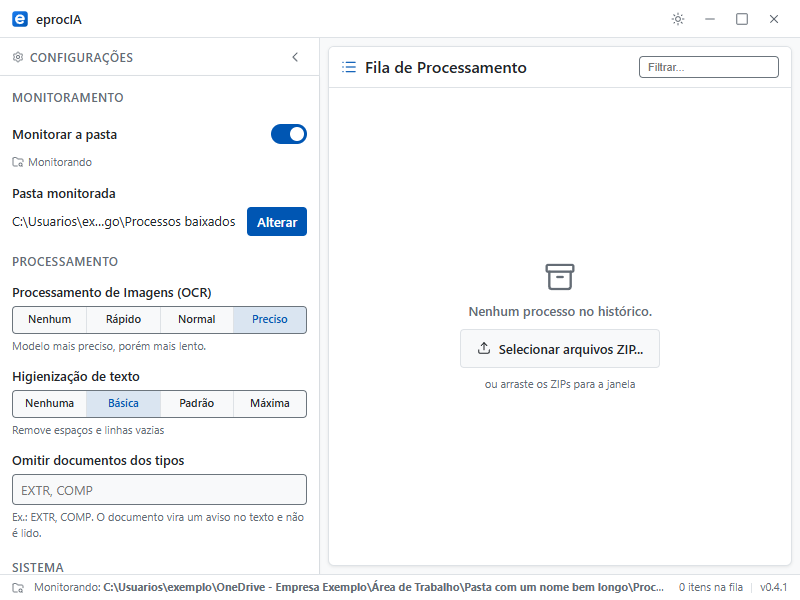 eprocIA
CONFIGURAÇÕES
MONITORAMENTO
Monitorar a pasta
Monitorando
Pasta monitorada
C:\Usuarios\ex...go\Processos baixados
Alterar
PROCESSAMENTO
Processamento de Imagens (OCR)
Nenhum Rápido Normal Preciso
Modelo mais preciso, porém mais lento.
Higienização de texto
Nenhuma Básica Padrão Máxima
Remove espaços e linhas vazias
Omitir documentos dos tipos
EXTR, COMP
Ex.: EXTR, COMP. O documento vira um aviso no texto e não
é lido.
SISTEMA
Fila de Processamento
Filtrar...
Nenhum processo no histórico.
Selecionar arquivos ZIP...
ou arraste os ZIPs para a janela
Monitorando: C:\Usuarios\exemplo\OneDrive - Empresa Exemplo\Área de Trabalho\Pasta com um nome bem longo\Proc... 0 itens na fila v0.4.1